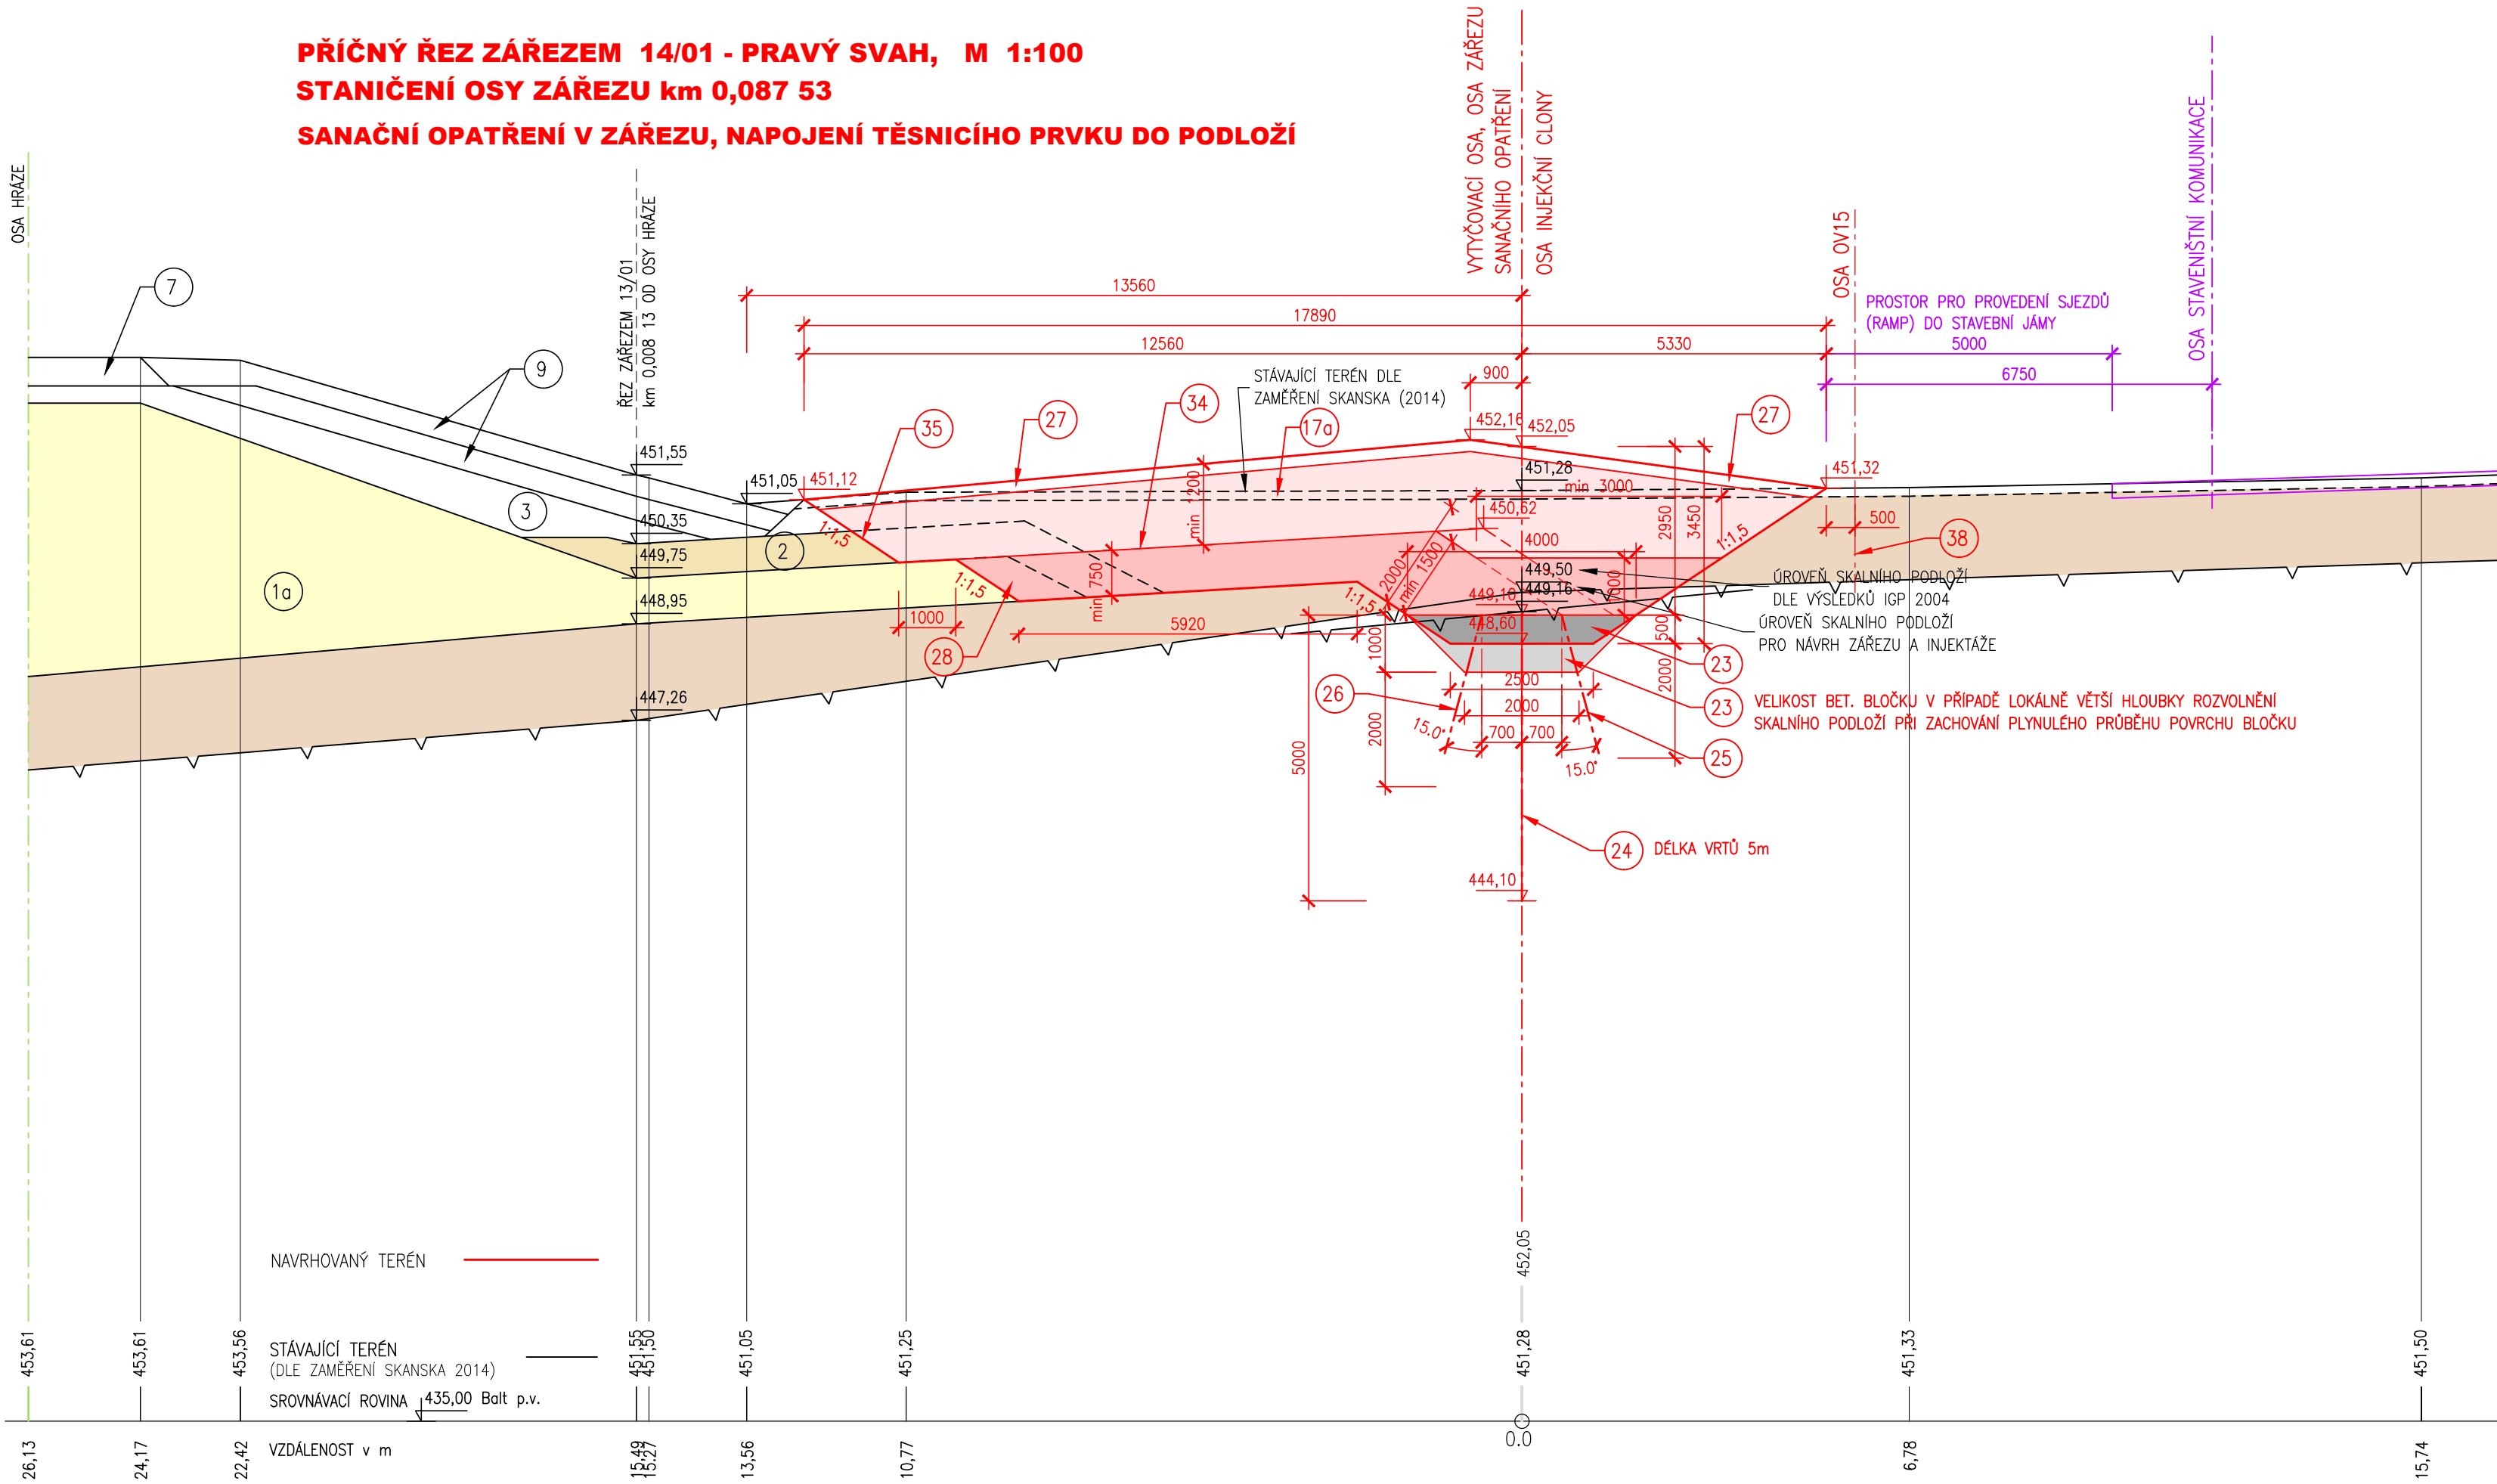 PŘÍČNÝ ŘEZ ZÁŘEZEM 14/01 - PRAVÝ SVAH, M 1:100
STANIČENÍ OSY ZÁŘEZU km 0,087 53
SANAČNÍ OPATŘENÍ V ZÁŘEZU, NAPOJENÍ TĚSNICÍHO PRVKU DO PODLOŽÍ
OSA HRÁZE
ŘEZ ZÁŘEZEM 13/01
km 0,008 13 OD OSY HRÁZE
VYTYČOVACÍ OSA, OSA ZÁŘEZU
SANAČNÍHO OPATŘENÍ
OSA INJEKČNÍ CLONY
OSA OV15
OSA STAVENIŠTNÍ KOMUNIKACE
PROSTOR PRO PROVEDENÍ SJEZDŮ
(RAMP) DO STAVEBNÍ JÁMY
13560
17890
12560
5330
5000
6750
900
STÁVAJÍCÍ TERÉN DLE
ZAMĚŘENÍ SKANSKA (2014)
7
9
3
2
1a
35
27
34
17a
27
452,16
452,05
451,55
451,05
451,12
451,28
451,32
450,35
449,75
448,95
447,26
450,62
449,50
449,16
449,10
448,60
444,10
min 1200
min 3000
min 750
min 1500
2000
4000
1000
2950
3450
500
500
2000
1:1,5
1:1,5
1:1,5
1:1,5
1000
5920
1000
2000
5000
2500
2000
700
700
15.0°
15.0°
38
28
26
23
23
25
24
ÚROVEŇ SKALNÍHO PODLOŽÍ
DLE VÝSLEDKŮ IGP 2004
ÚROVEŇ SKALNÍHO PODLOŽÍ
PRO NÁVRH ZÁŘEZU A INJEKTÁŽE
VELIKOST BET. BLOČKU V PŘÍPADĚ LOKÁLNĚ VĚTŠÍ HLOUBKY ROZVOLNĚNÍ
SKALNÍHO PODLOŽÍ PŘI ZACHOVÁNÍ PLYNULÉHO PRŮBĚHU POVRCHU BLOČKU
DÉLKA VRTŮ 5m
NAVRHOVANÝ TERÉN
452,05
STÁVAJÍCÍ TERÉN
(DLE ZAMĚŘENÍ SKANSKA 2014)
453,61
453,61
453,56
451,55
451,50
451,05
451,25
451,28
451,33
451,50
SROVNÁVACÍ ROVINA 435,00 Balt p.v.
VZDÁLENOST v m
26,13
24,17
22,42
15,49
15,27
13,56
10,77
0.0
6,78
15,74